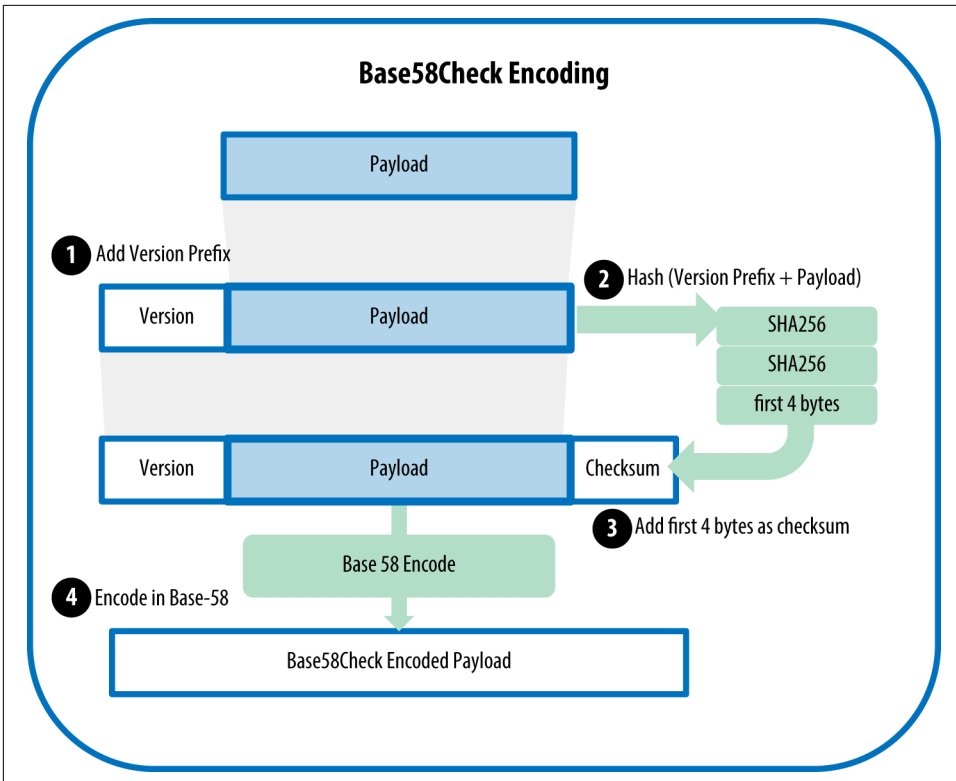 Base58Check Encoding
Payload
1 Add Version Prefix
2 Hash (Version Prefix + Payload)
Version
Payload
SHA256
SHA256
first 4 bytes
Version
Payload
Checksum
3 Add first 4 bytes as checksum
Base 58 Encode
4 Encode in Base-58
Base58Check Encoded Payload